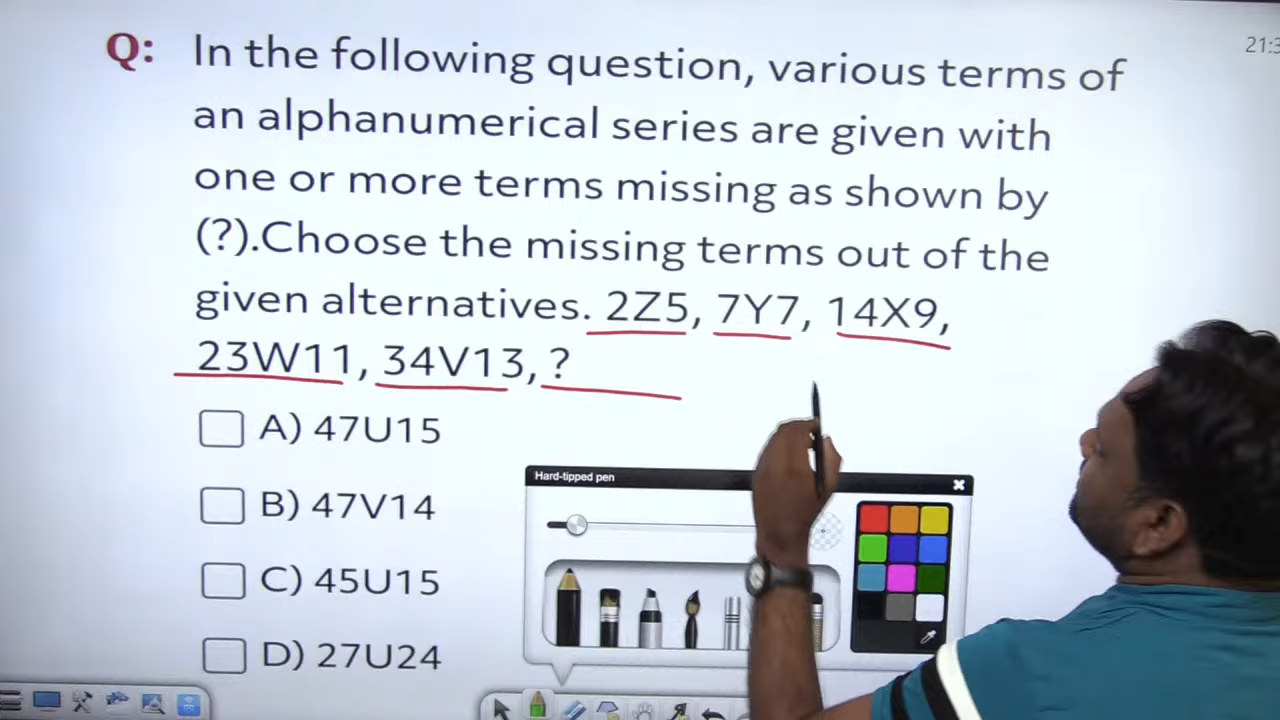 21:3
Q: In the following question, various terms of
an alphanumerical series are given with
one or more terms missing as shown by
(?).Choose the missing terms out of the
given alternatives. 2Z5, 7Y7, 14X9,
23W11, 34V13, ?
A) 47U15
B) 47V14
C) 45U15
D) 27U24
Hard-tipped pen